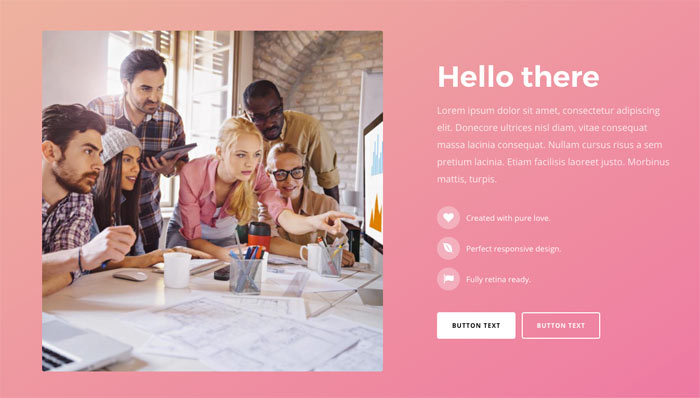 Hello there
Lorem ipsum dolor sit amet, consectetur adipiscing
elit. Donecore ultrices nisl diam, vitae consequat
massa lacinia consequat. Nullam cursus risus a sem
pretium lacinia. Etiam facilisis laoreet justo. Morbinus
mattis, turpis.
Created with pure love.
Perfect responsive design.
Fully retina ready.
BUTTON TEXT
BUTTON TEXT